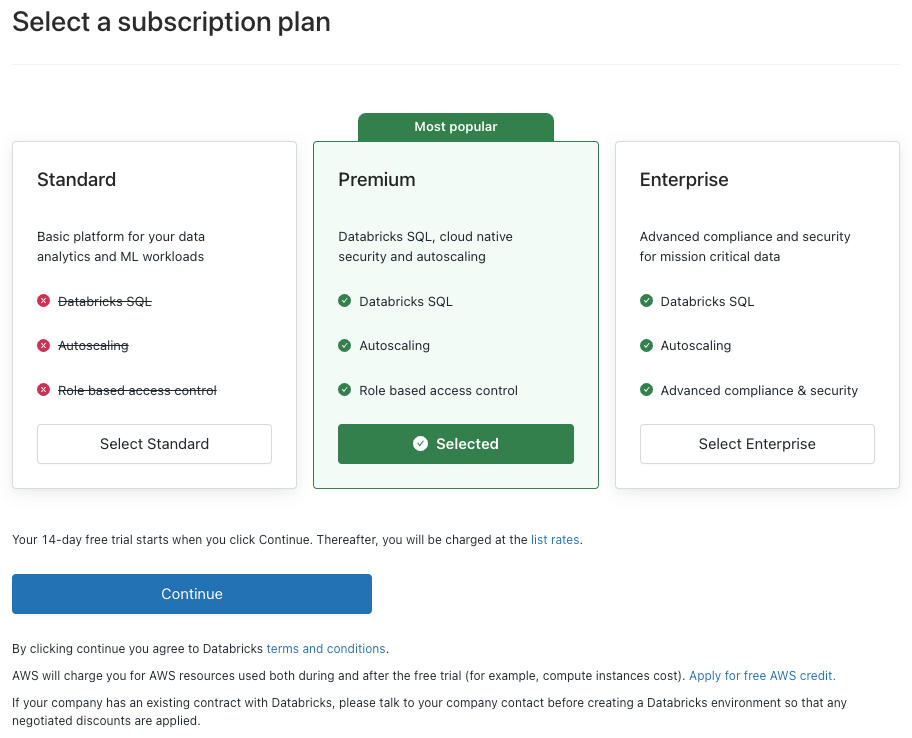 Select a subscription plan
Most popular
Standard
Basic platform for your data
analytics and ML workloads
Databricks SQL
Autoscaling
Role based access control
Select Standard
Premium
Databricks SQL, cloud native
security and autoscaling
Databricks SQL
Autoscaling
Role based access control
Selected
Enterprise
Advanced compliance and security
for mission critical data
Databricks SQL
Autoscaling
Advanced compliance & security
Select Enterprise
Your 14-day free trial starts when you click Continue. Thereafter, you will be charged at the list rates.
Continue
By clicking continue you agree to Databricks terms and conditions.
AWS will charge you for AWS resources used both during and after the free trial (for example, compute instances cost). Apply for free AWS credit.
If your company has an existing contract with Databricks, please talk to your company contact before creating a Databricks environment so that any
negotiated discounts are applied.